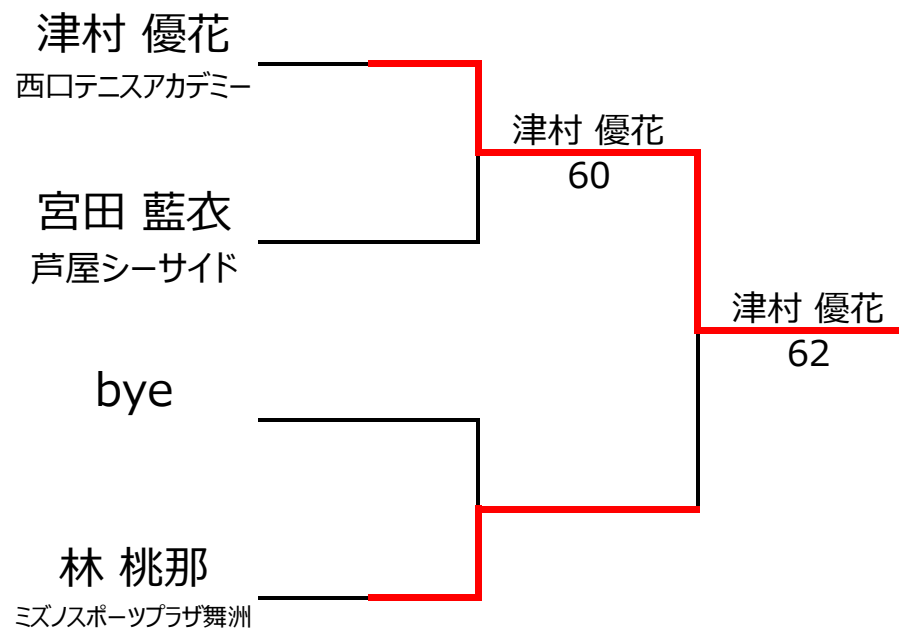 津村 優花
西口テニスアカデミー
津村 優花
60
宮田 藍衣
芦屋シーサイド
津村 優花
62
bye
林 桃那
ミズノスポーツプラザ舞洲